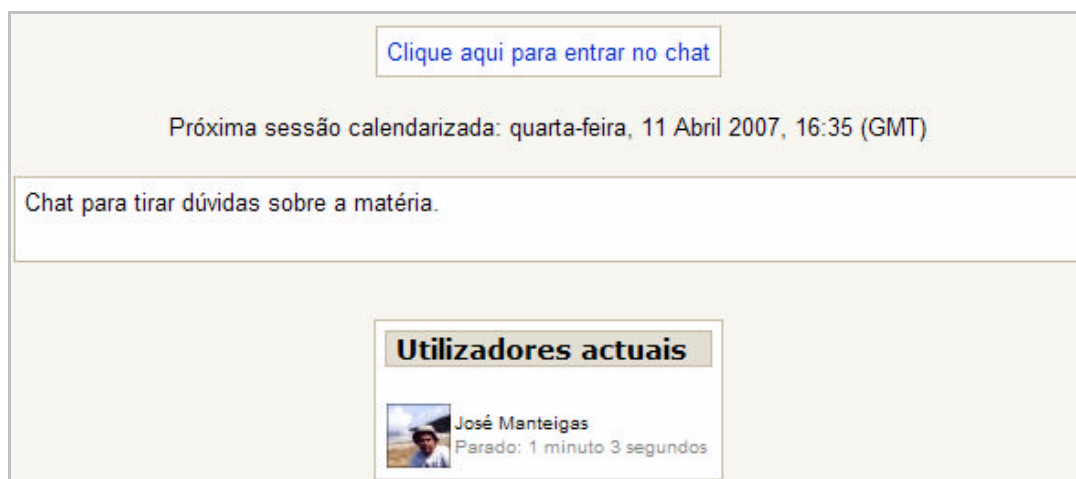 Clique aqui para entrar no chat
Próxima sessão calendarizada: quarta-feira, 11 Abril 2007, 16:35 (GMT)
Chat para tirar dúvidas sobre a matéria.
Utilizadores actuais
José Manteigas
Parado: 1 minuto 3 segundos